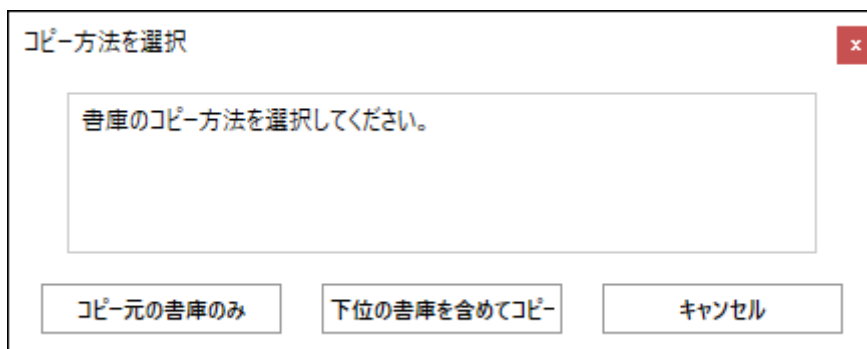 コピー方法を選択
x
書庫のコピー方法を選択してください。
コピー元の書庫のみ
下位の書庫を含めてコピー
キャンセル